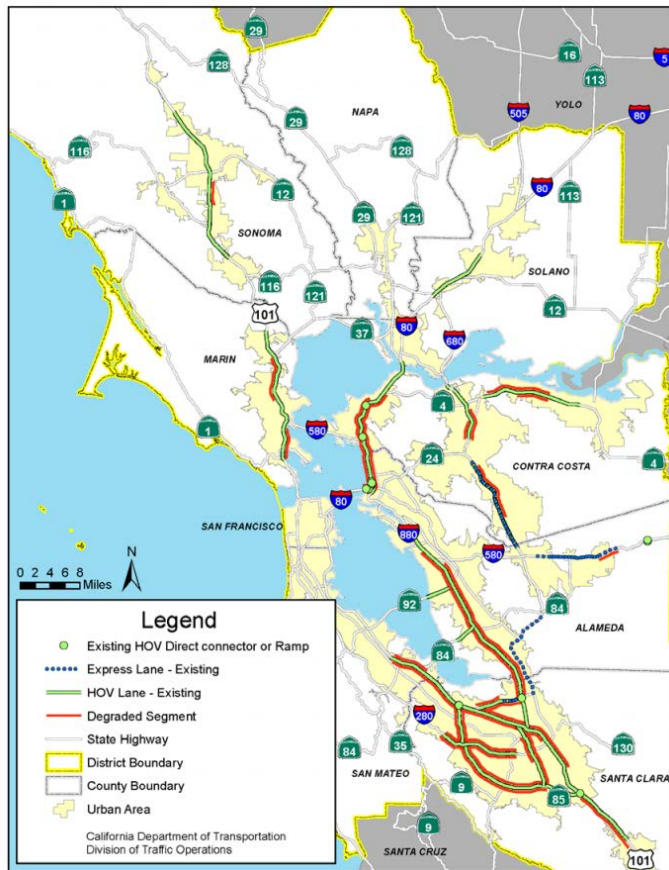 29
128
16
113
5
NAPA
505
YOLO
80
116
29
128
80
1
12
29
121
113
SONOMA
SOLANO
116
121
12
101
37
80
680
MARIN
4
1
580
24
CONTRA COSTA
4
80
SAN FRANCISCO
880
N
580
0 2 4 6 8
Miles
92
84
ALAMEDA
84
280
84
35
130
SAN MATEO
9
85
SANTA CLARA
9
SANTA CRUZ
101
Legend
Existing HOV Direct connector or Ramp
Express Lane - Existing
HOV Lane - Existing
Degraded Segment
State Highway
District Boundary
County Boundary
Urban Area
California Department of Transportation
Division of Traffic Operations